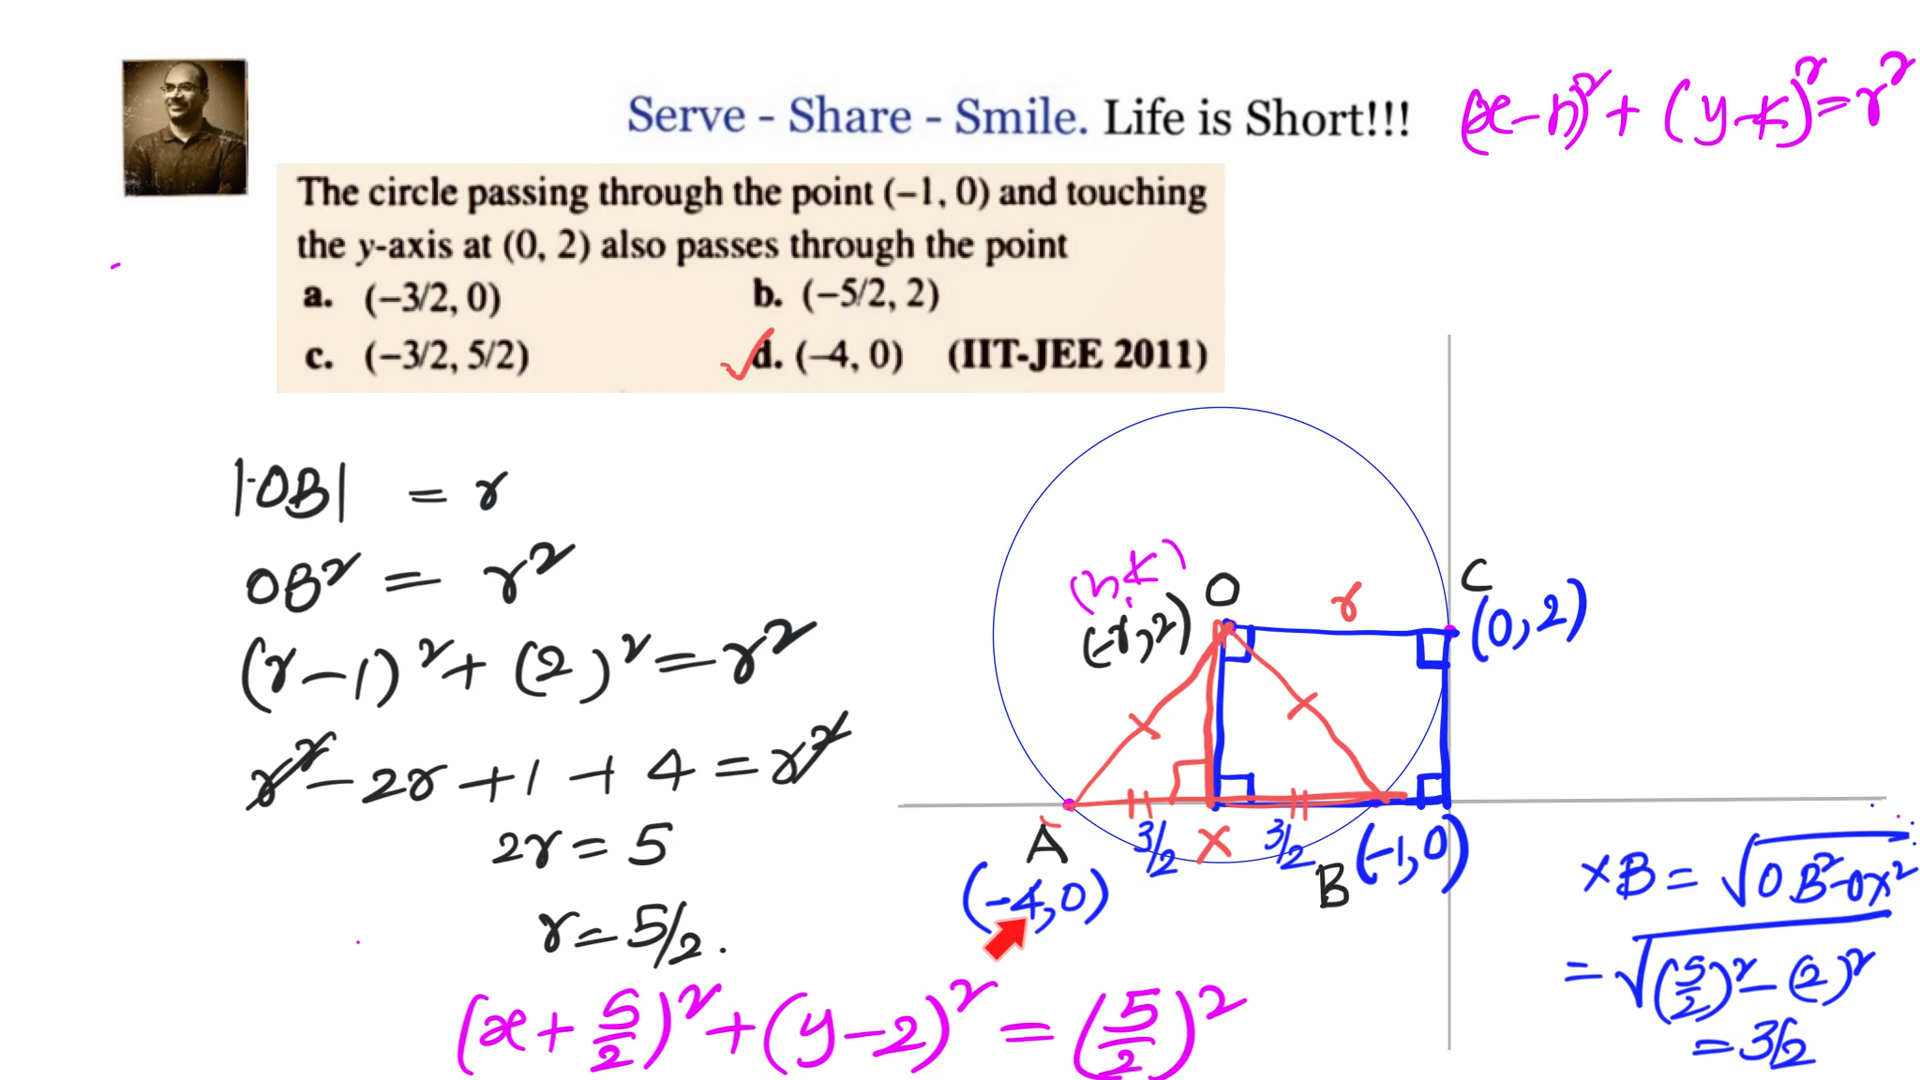 Serve - Share - Smile. Life is Short!!!
(x-h)²+(y-k)²=r²
The circle passing through the point (–1, 0) and touching
the y-axis at (0, 2) also passes through the point
a. (–3/2, 0) b. (–5/2, 2)
c. (–3/2, 5/2) d. (–4, 0) (IIT-JEE 2011)
|OB| = r
OB² = r²
(r-1)²+(2)²=r²
r²-2r+1+4=r²
2r=5
r=5/2.
(x+5/2)²+(y-2)²=(5/2)²
(h,k)
O
(-r,2)
r
C
(0,2)
A
(-4,0)
3/2
X
3/2
B
(-1,0)
XB=√OB²-OX²
=√(5/2)²-(2)²
=3/2